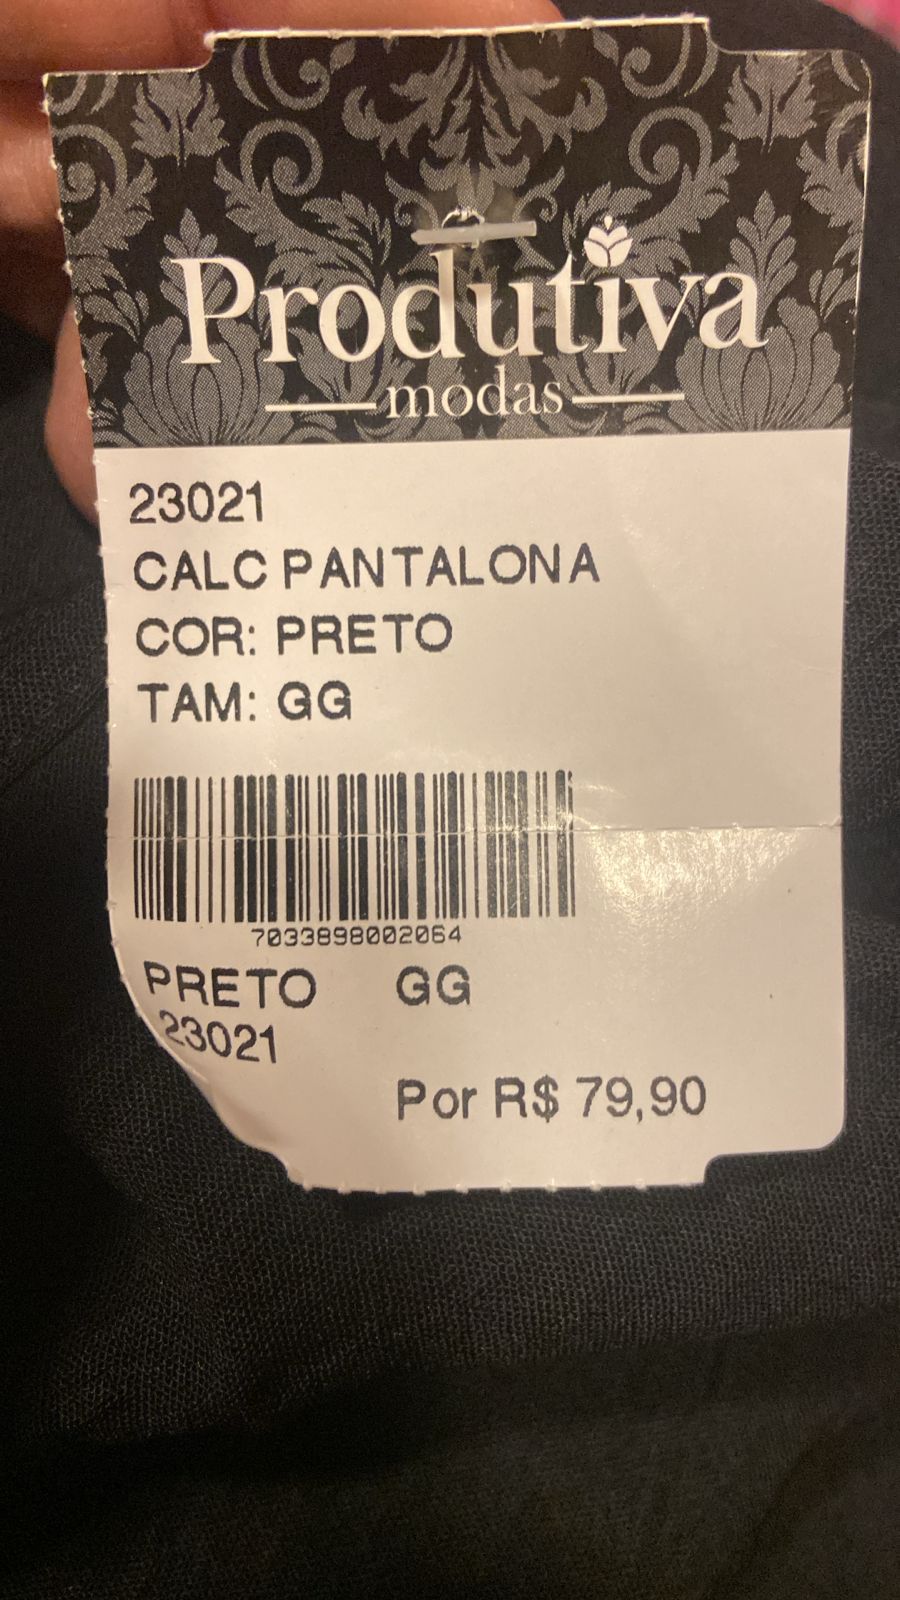 Produtiva
modas
23021
CALC PANTALONA
COR: PRETO
TAM: GG
7033898002064
PRETO GG
23021
Por R$ 79,90